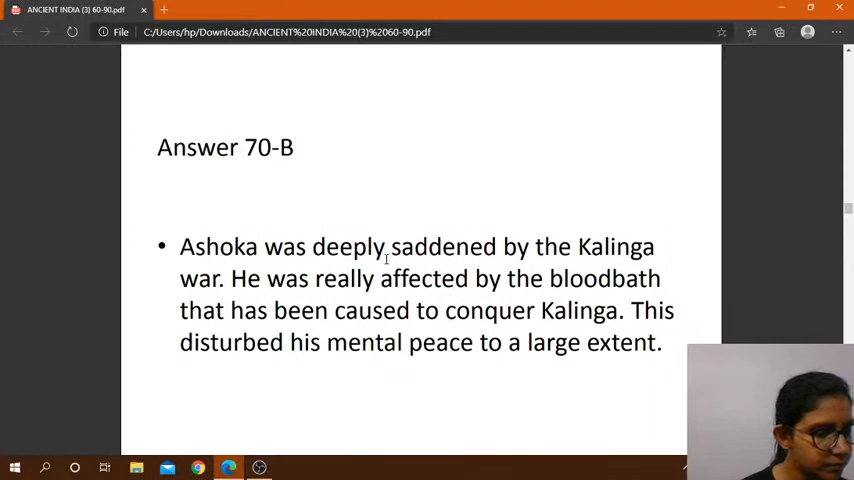 ANCIENT INDIA (3) 60-90.pdf
File C:/Users/hp/Downloads/ANCIENT%20INDIA%20(3)%2060-90.pdf
Answer 70-B
• Ashoka was deeply saddened by the Kalinga
war. He was really affected by the bloodbath
that has been caused to conquer Kalinga. This
disturbed his mental peace to a large extent.